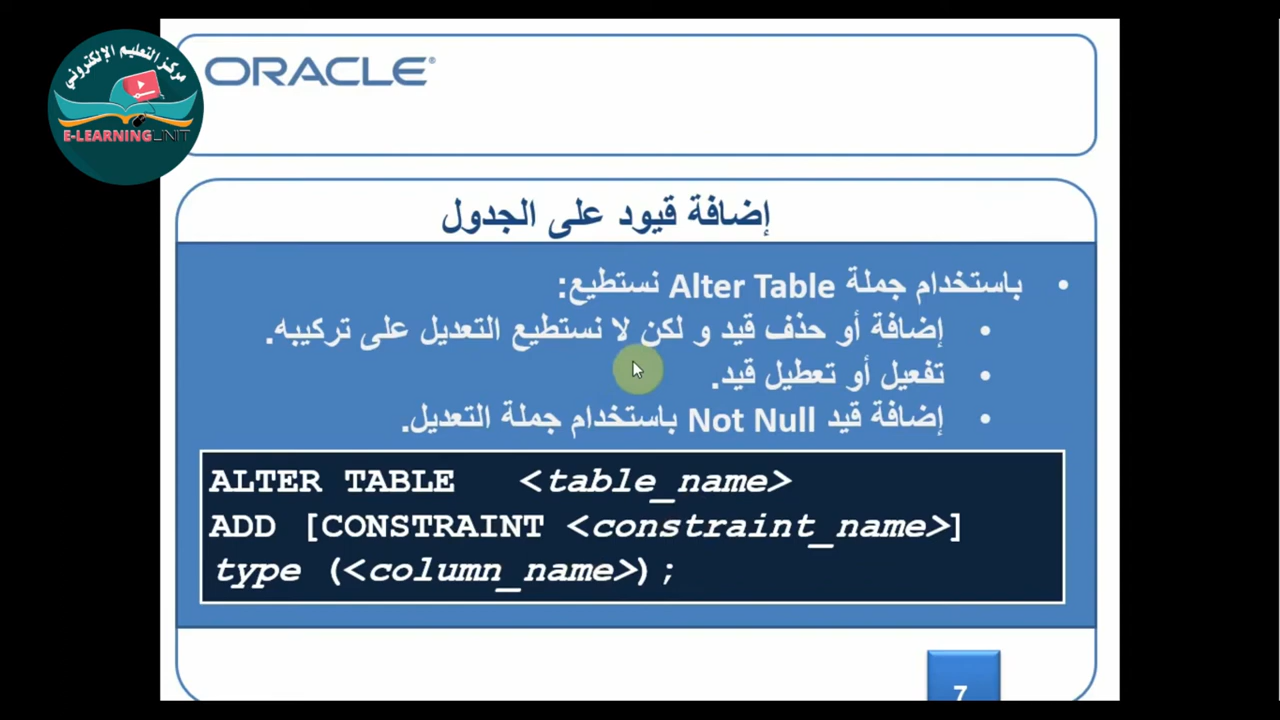 مركز التعليم الإلكتروني
E-LEARNING UNIT
ORACLE®
إضافة قيود على الجدول
• باستخدام جملة Alter Table نستطيع:
• إضافة أو حذف قيد و لكن لا نستطيع التعديل على تركيبه.
• تفعيل أو تعطيل قيد.
• إضافة قيد Not Null باستخدام جملة التعديل.
ALTER TABLE <table_name>
ADD [CONSTRAINT <constraint_name>]
type (<column_name>);
7